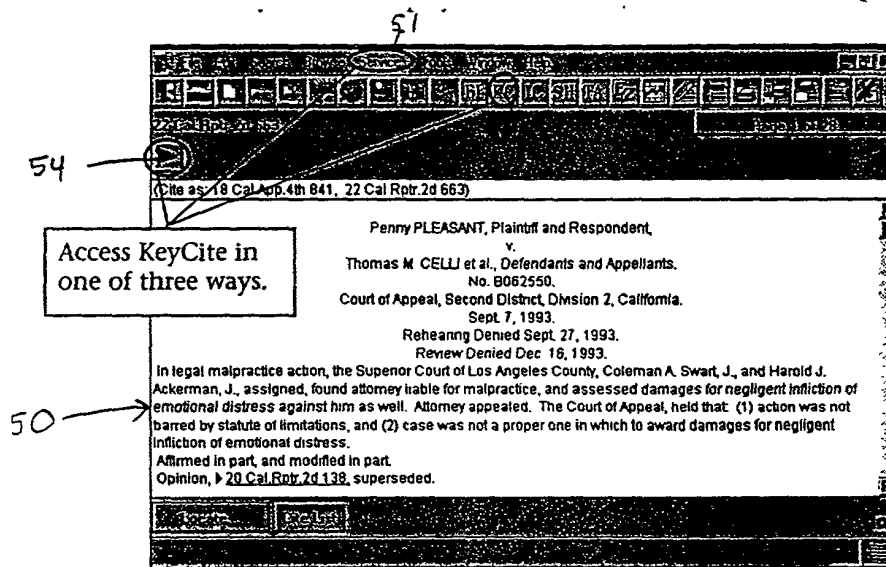 51
KC
54
(Cite as: 18 Cal.App.4th 841, 22 Cal Rptr.2d 663)
Access KeyCite in
one of three ways.
Penny PLEASANT, Plaintiff and Respondent,
v.
Thomas M CELLI et al., Defendants and Appellants.
No. B062550.
Court of Appeal, Second District, Division 2, California.
Sept. 7, 1993.
Rehearing Denied Sept. 27, 1993.
Review Denied Dec 16, 1993.
In legal malpractice action, the Superior Court of Los Angeles County, Coleman A. Swart, J., and Harold J.
Ackerman, J., assigned, found attorney liable for malpractice, and assessed damages for negligent infliction of
emotional distress against him as well. Attorney appealed. The Court of Appeal, held that: (1) action was not
barred by statute of limitations, and (2) case was not a proper one in which to award damages for negligent
infliction of emotional distress.
50
Affirmed in part, and modified in part.
Opinion, 20 Cal.Rptr.2d 138, superseded.